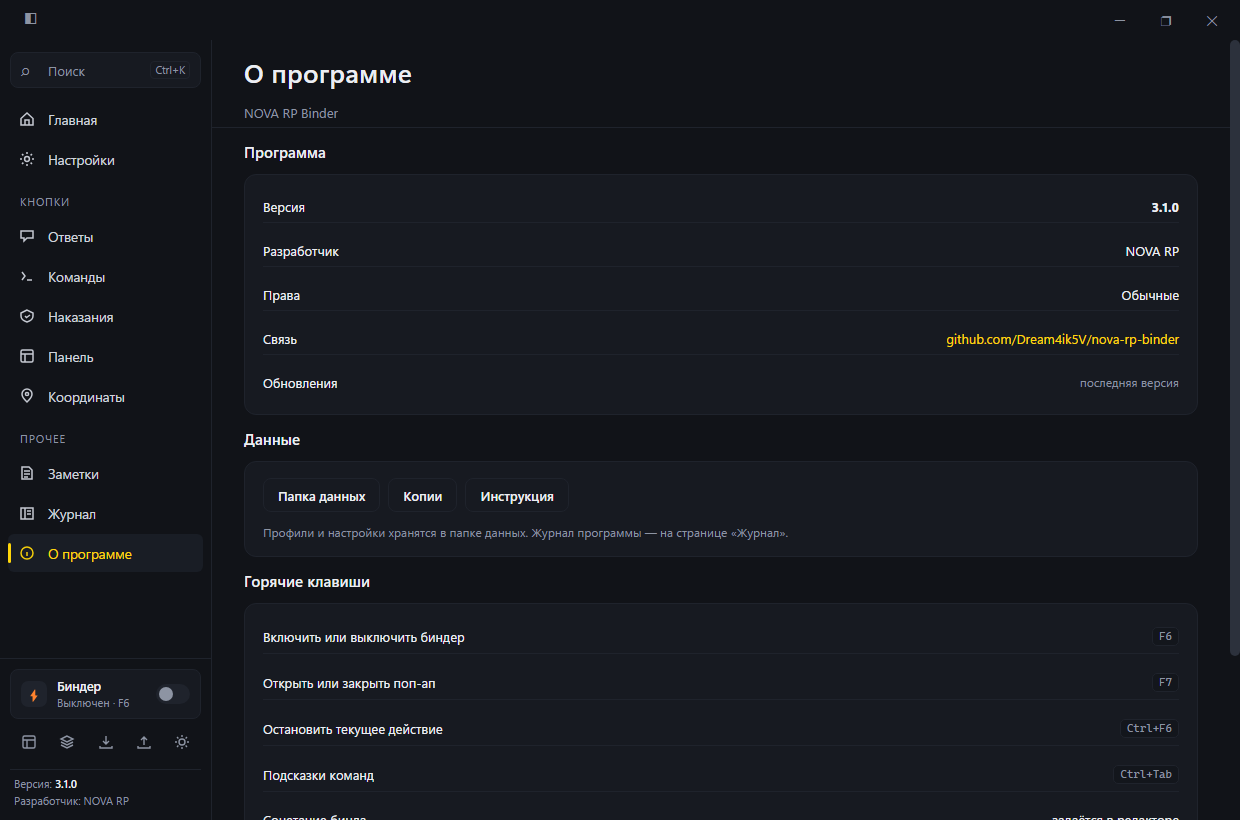 Поиск
Ctrl+K
Главная
Настройки
КНОПКИ
Ответы
Команды
Наказания
Панель
Координаты
ПРОЧЕЕ
Заметки
Журнал
О программе
Биндер
Выключен · F6
Версия: 3.1.0
Разработчик: NOVA RP
О программе
NOVA RP Binder
Программа
Версия 3.1.0
Разработчик NOVA RP
Права Обычные
Связь github.com/Dream4ik5V/nova-rp-binder
Обновления последняя версия
Данные
Папка данных Копии Инструкция
Профили и настройки хранятся в папке данных. Журнал программы — на странице «Журнал».
Горячие клавиши
Включить или выключить биндер F6
Открыть или закрыть поп-ап F7
Остановить текущее действие Ctrl+F6
Подсказки команд Ctrl+Tab
Сочетание бинда задаётся в редакторе